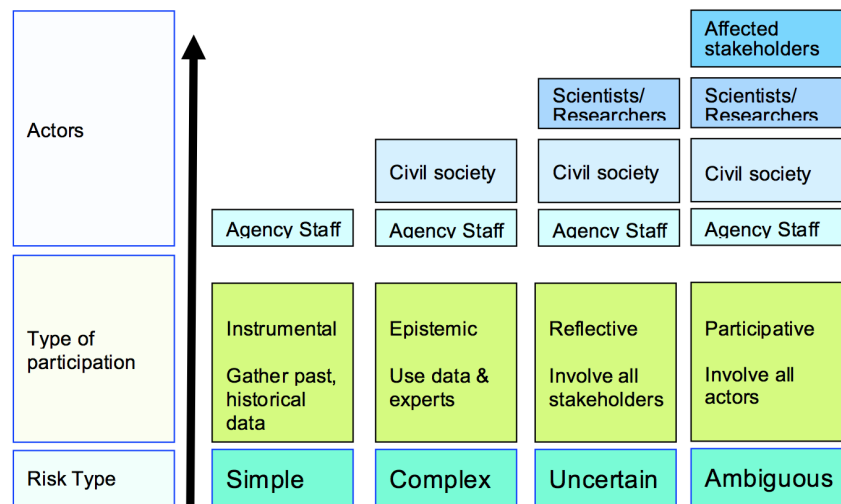 Affected
stakeholders
Actors
Scientists/
Researchers
Scientists/
Researchers
Civil society
Civil society
Civil society
Agency Staff
Agency Staff
Agency Staff
Agency Staff
Type of
participation
Instrumental
Gather past,
historical
data
Epistemic
Use data &
experts
Reflective
Involve all
stakeholders
Participative
Involve all
actors
Risk Type
Simple
Complex
Uncertain
Ambiguous